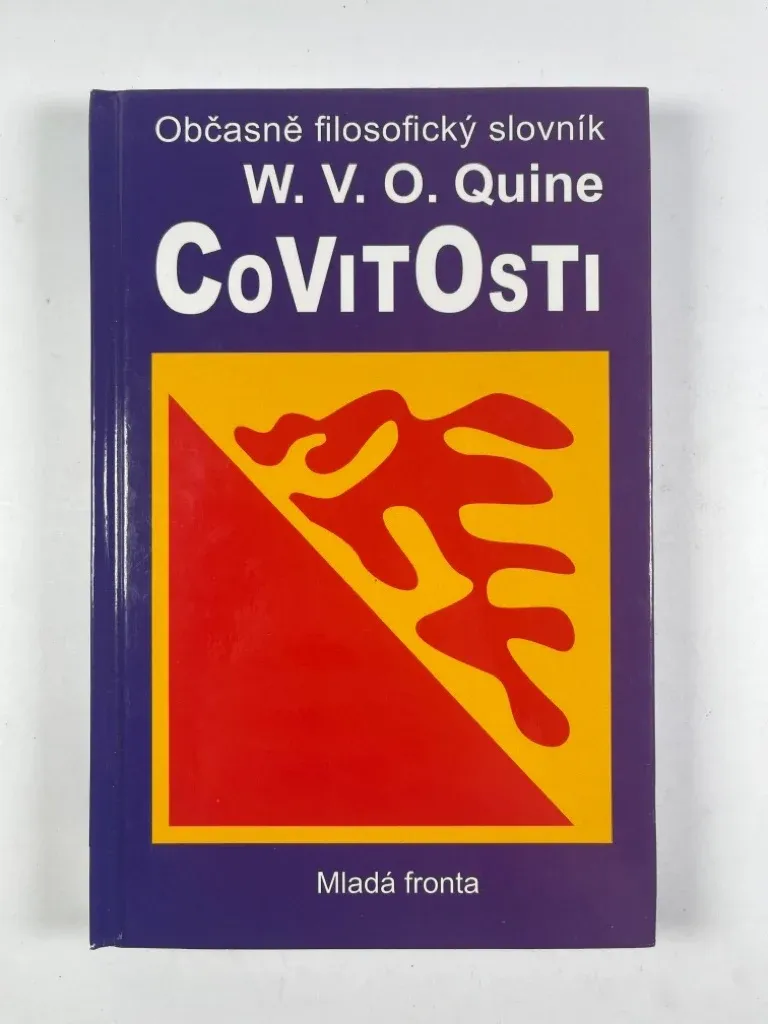 Občasně filosofický slovník
W. V. O. Quine
CoVitOsti
Mladá fronta